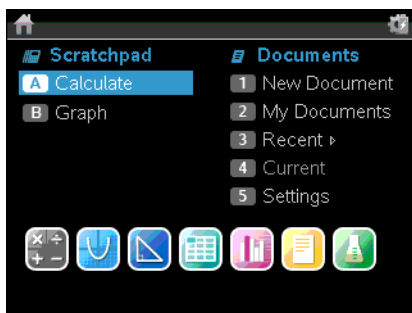 Scratchpad
A Calculate
B Graph
Documents
1 New Document
2 My Documents
3 Recent ▹
4 Current
5 Settings